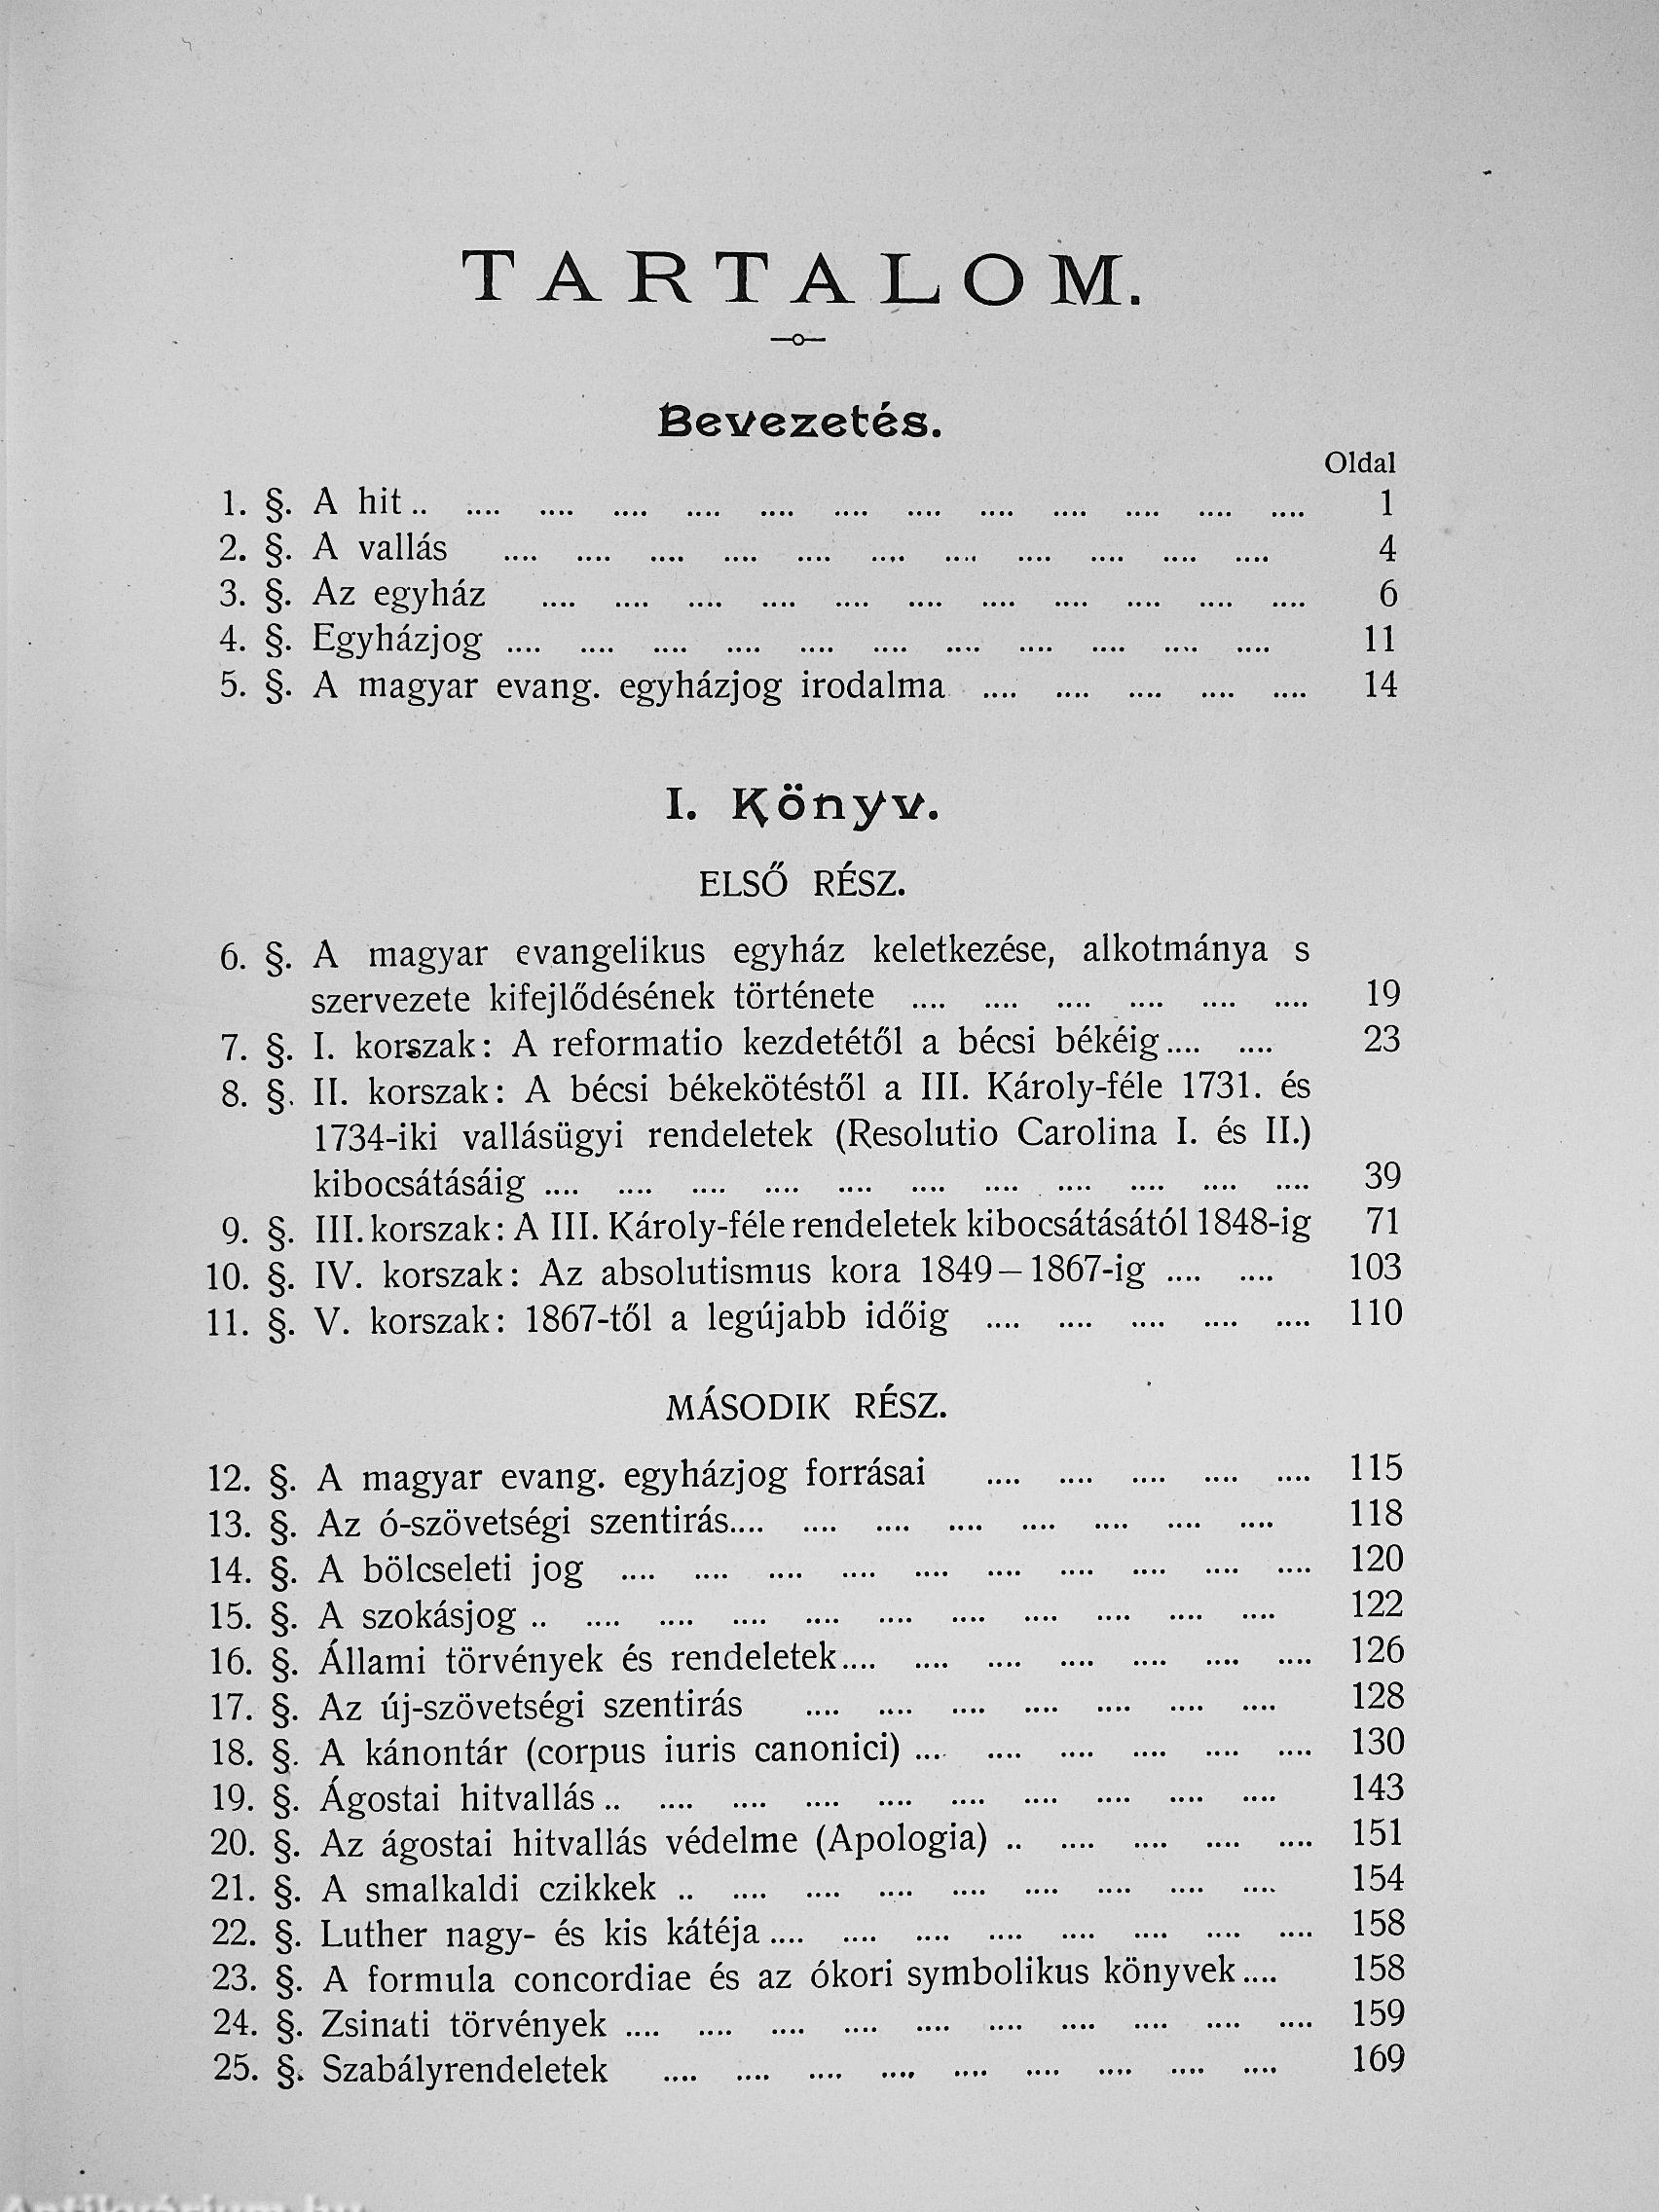 TARTALOM.
Bevezetés.
Oldal
1. §. A hit .. .... .... .... .... .... .... .... .... .... .... .... .... 1
2. §. A vallás .... .... .... .... .... .... .... .... .... .... .... 4
3. §. Az egyház .... .... .... .... .... .... .... .... .... .... .... 6
4. §. Egyházjog .... .... .... .... .... .... .... .... .... .... .... 11
5. §. A magyar evang. egyházjog irodalma .... .... .... .... .... 14
I. Könyv.
ELSŐ RÉSZ.
6. §. A magyar evangelikus egyház keletkezése, alkotmánya s
szervezete kifejlődésének története .... .... .... .... .... .... 19
7. §. I. korszak: A reformatio kezdetétől a bécsi békéig .... .... 23
8. §. II. korszak: A bécsi békekötéstől a III. Károly-féle 1731. és
1734-iki vallásügyi rendeletek (Resolutio Carolina I. és II.)
kibocsátásáig .... .... .... .... .... .... .... .... .... .... .... 39
9. §. III. korszak: A III. Károly-féle rendeletek kibocsátásától 1848-ig 71
10. §. IV. korszak: Az absolutismus kora 1849–1867-ig .... .... 103
11. §. V. korszak: 1867-től a legújabb időig .... .... .... .... .... 110
MÁSODIK RÉSZ.
12. §. A magyar evang. egyházjog forrásai .... .... .... .... .... 115
13. §. Az ó-szövetségi szentirás .... .... .... .... .... .... .... .... 118
14. §. A bölcseleti jog .... .... .... .... .... .... .... .... .... .... 120
15. §. A szokásjog .. .... .... .... .... .... .... .... .... .... .... 122
16. §. Állami törvények és rendeletek .... .... .... .... .... .... .... 126
17. §. Az új-szövetségi szentirás .... .... .... .... .... .... .... 128
18. §. A kánontár (corpus iuris canonici) .... .... .... .... .... .... 130
19. §. Ágostai hitvallás .. .... .... .... .... .... .... .... .... .... 143
20. §. Az ágostai hitvallás védelme (Apologia) .. .... .... .... .... 151
21. §. A smalkaldi czikkek .. .... .... .... .... .... .... .... .... 154
22. §. Luther nagy- és kis kátéja .... .... .... .... .... .... .... .... 158
23. §. A formula concordiae és az ókori symbolikus könyvek .... 158
24. §. Zsinati törvények .... .... .... .... .... .... .... .... .... .... 159
25. §. Szabályrendeletek .... .... .... .... .... .... .... .... .... 169